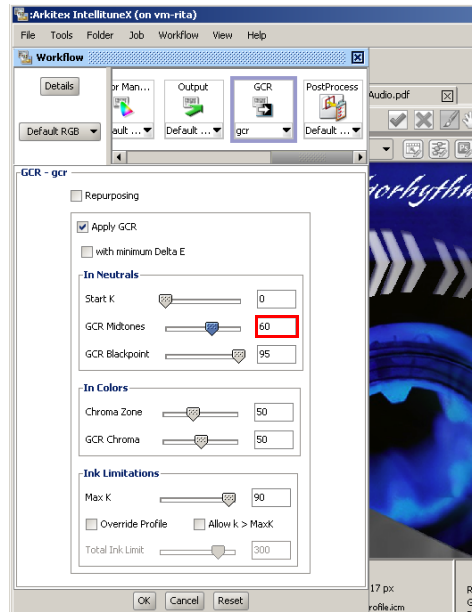 :Arkitex IntellituneX (on vm-rita)
File Tools Folder Job Workflow View Help
Workflow
Details
or Man... Output GCR PostProcess
Default RGB ault ... Default ... gcr Default ...
Audio.pdf
GCR - gcr
Repurposing
Apply GCR
with minimum Delta E
In Neutrals
Start K 0
GCR Midtones 60
GCR Blackpoint 95
In Colors
Chroma Zone 50
GCR Chroma 50
Ink Limitations
Max K 90
Override Profile Allow k > MaxK
Total Ink Limit 300
OK Cancel Reset
gorhythm
17 px
rofile.icm